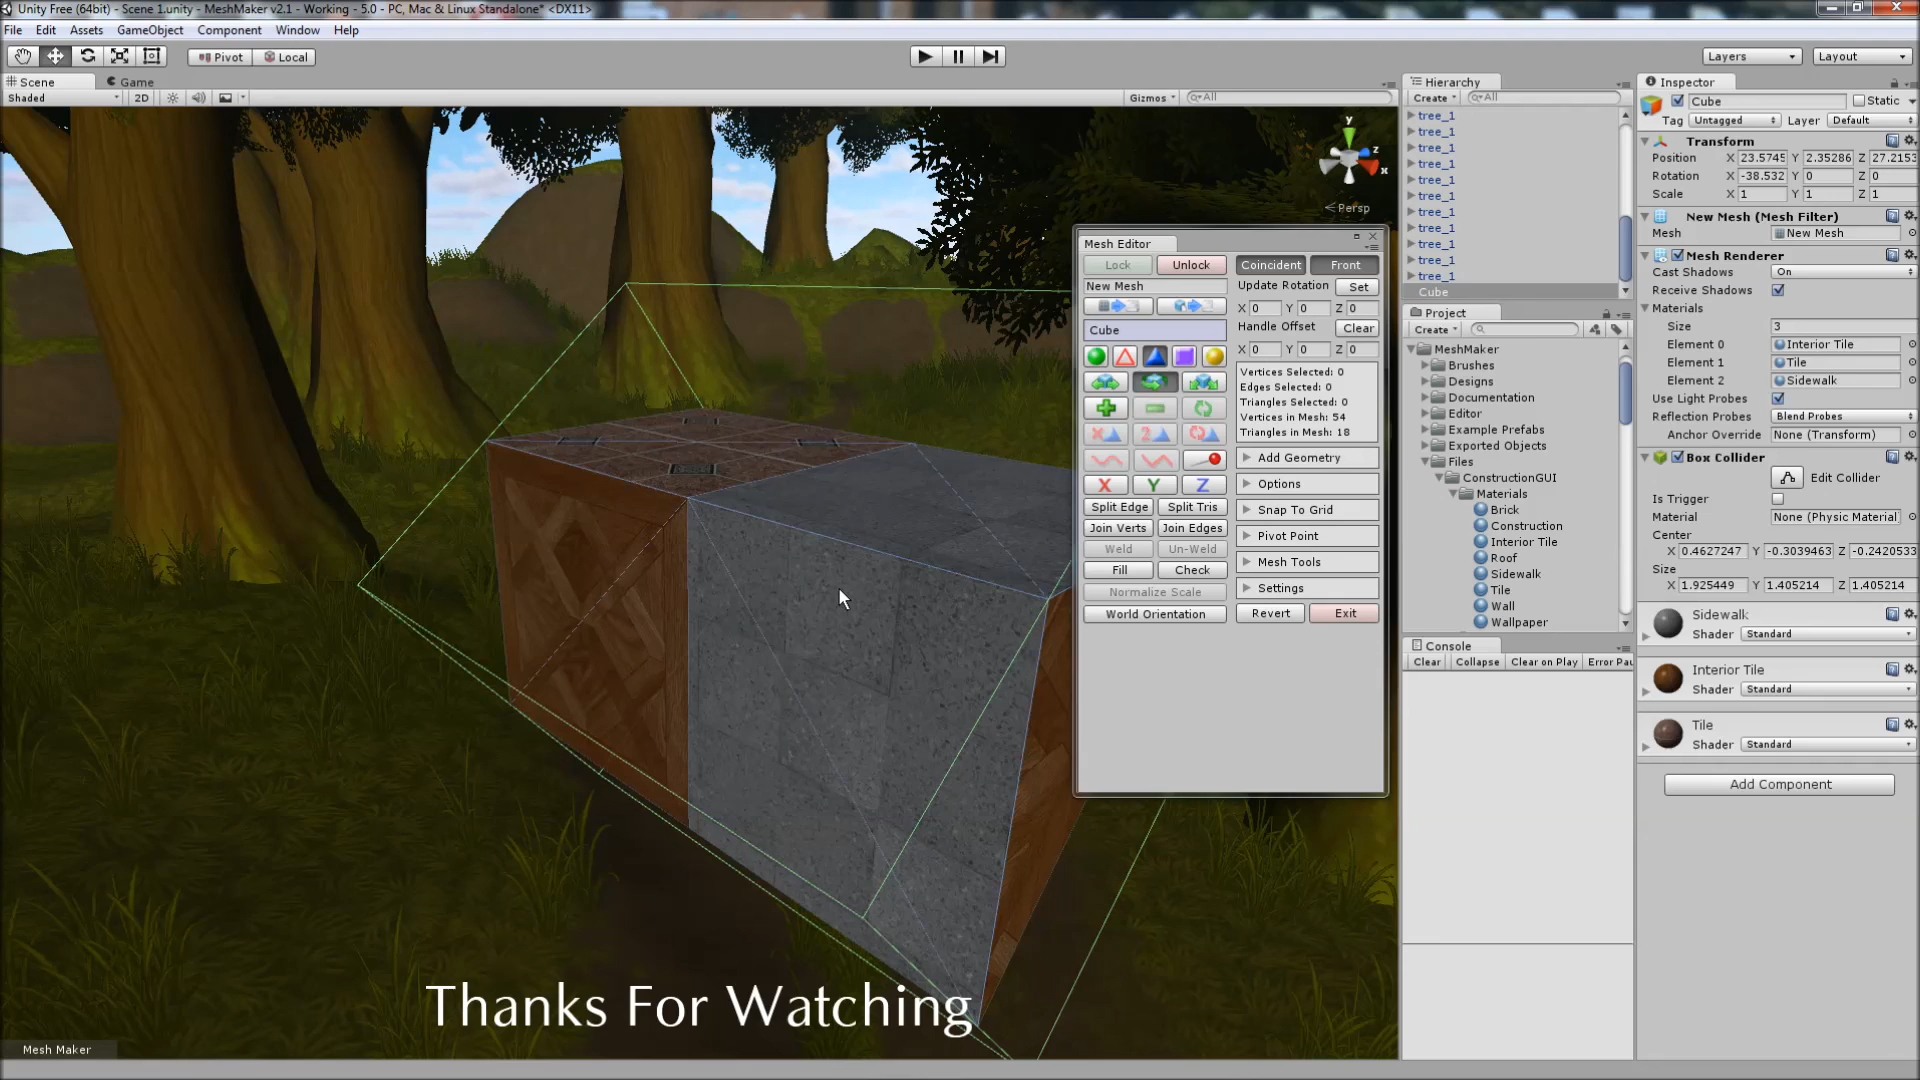 Unity Free (64bit) - Scene 1.unity - MeshMaker v2.1 - Working - 5.0 - PC, Mac & Linux Standalone* <DX11>
File Edit Assets GameObject Component Window Help
Pivot Local Layers Layout
Scene Game
Shaded 2D Gizmos All
y
z
x
Persp
Mesh Editor
Lock Unlock Coincident Front
New Mesh Update Rotation Set
X 0 Y 0 Z 0
Cube Handle Offset Clear
X 0 Y 0 Z 0
Vertices Selected: 0
Edges Selected: 0
Triangles Selected: 0
Vertices in Mesh: 54
Triangles in Mesh: 18
2
Add Geometry
X Y Z Options
Split Edge Split Tris Snap To Grid
Join Verts Join Edges Pivot Point
Weld Un-Weld Mesh Tools
Fill Check Settings
Normalize Scale
World Orientation Revert Exit
Hierarchy
Create All
tree_1
tree_1
tree_1
tree_1
tree_1
tree_1
tree_1
tree_1
tree_1
tree_1
tree_1
Cube
Project
Create
MeshMaker
Brushes
Designs
Documentation
Editor
Example Prefabs
Exported Objects
Files
ConstructionGUI
Materials
Brick
Construction
Interior Tile
Roof
Sidewalk
Tile
Wall
Wallpaper
Console
Clear Collapse Clear on Play Error Pau
Inspector
Cube Static
Tag Untagged Layer Default
Transform
Position X 23.5745 Y 2.35286 Z 27.2153
Rotation X -38.532 Y 0 Z 0
Scale X 1 Y 1 Z 1
New Mesh (Mesh Filter)
Mesh New Mesh
Mesh Renderer
Cast Shadows On
Receive Shadows
Materials
Size 3
Element 0 Interior Tile
Element 1 Tile
Element 2 Sidewalk
Use Light Probes
Reflection Probes Blend Probes
Anchor Override None (Transform)
Box Collider
Edit Collider
Is Trigger
Material None (Physic Material)
Center
X 0.4627247 Y -0.3039463 Z -0.2420533
Size
X 1.925449 Y 1.405214 Z 1.405214
Sidewalk
Shader Standard
Interior Tile
Shader Standard
Tile
Shader Standard
Add Component
Thanks For Watching
Mesh Maker